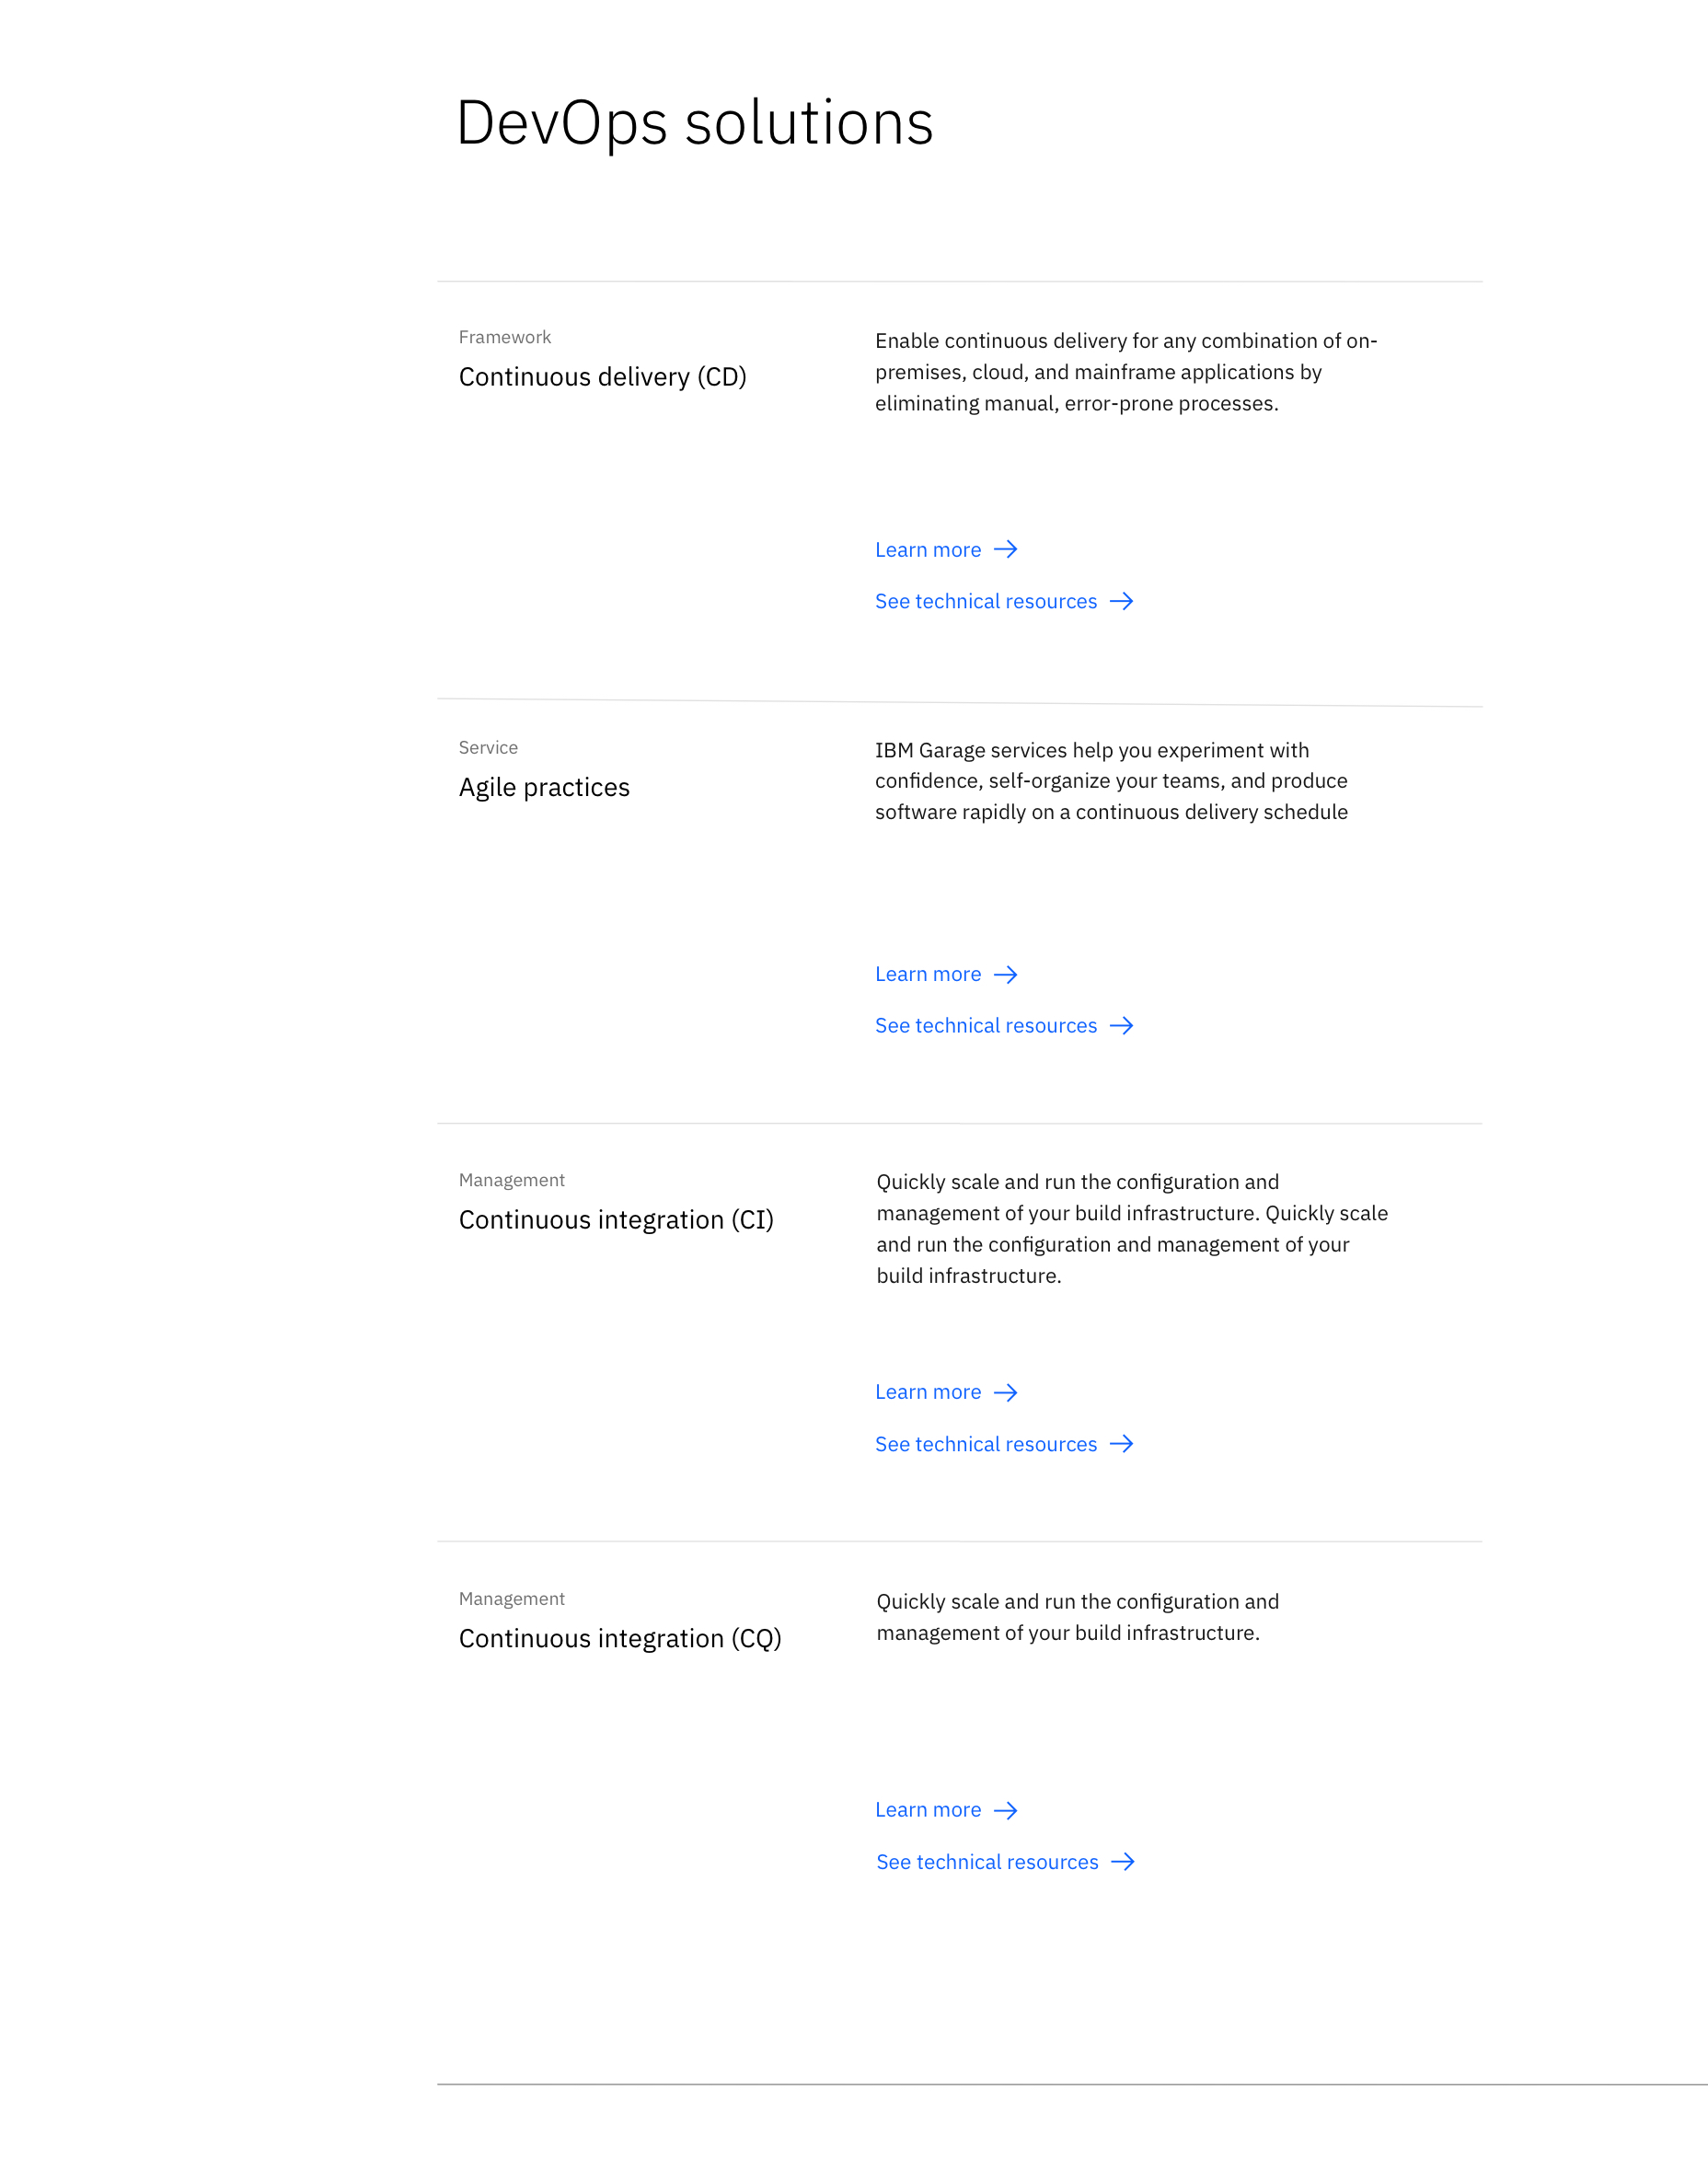 DevOps solutions
Framework
Continuous delivery (CD)
Enable continuous delivery for any combination of on-
premises, cloud, and mainframe applications by
eliminating manual, error-prone processes.
Learn more
See technical resources
Service
Agile practices
IBM Garage services help you experiment with
confidence, self-organize your teams, and produce
software rapidly on a continuous delivery schedule
Learn more
See technical resources
Management
Continuous integration (CI)
Quickly scale and run the configuration and
management of your build infrastructure. Quickly scale
and run the configuration and management of your
build infrastructure.
Learn more
See technical resources
Management
Continuous integration (CQ)
Quickly scale and run the configuration and
management of your build infrastructure.
Learn more
See technical resources